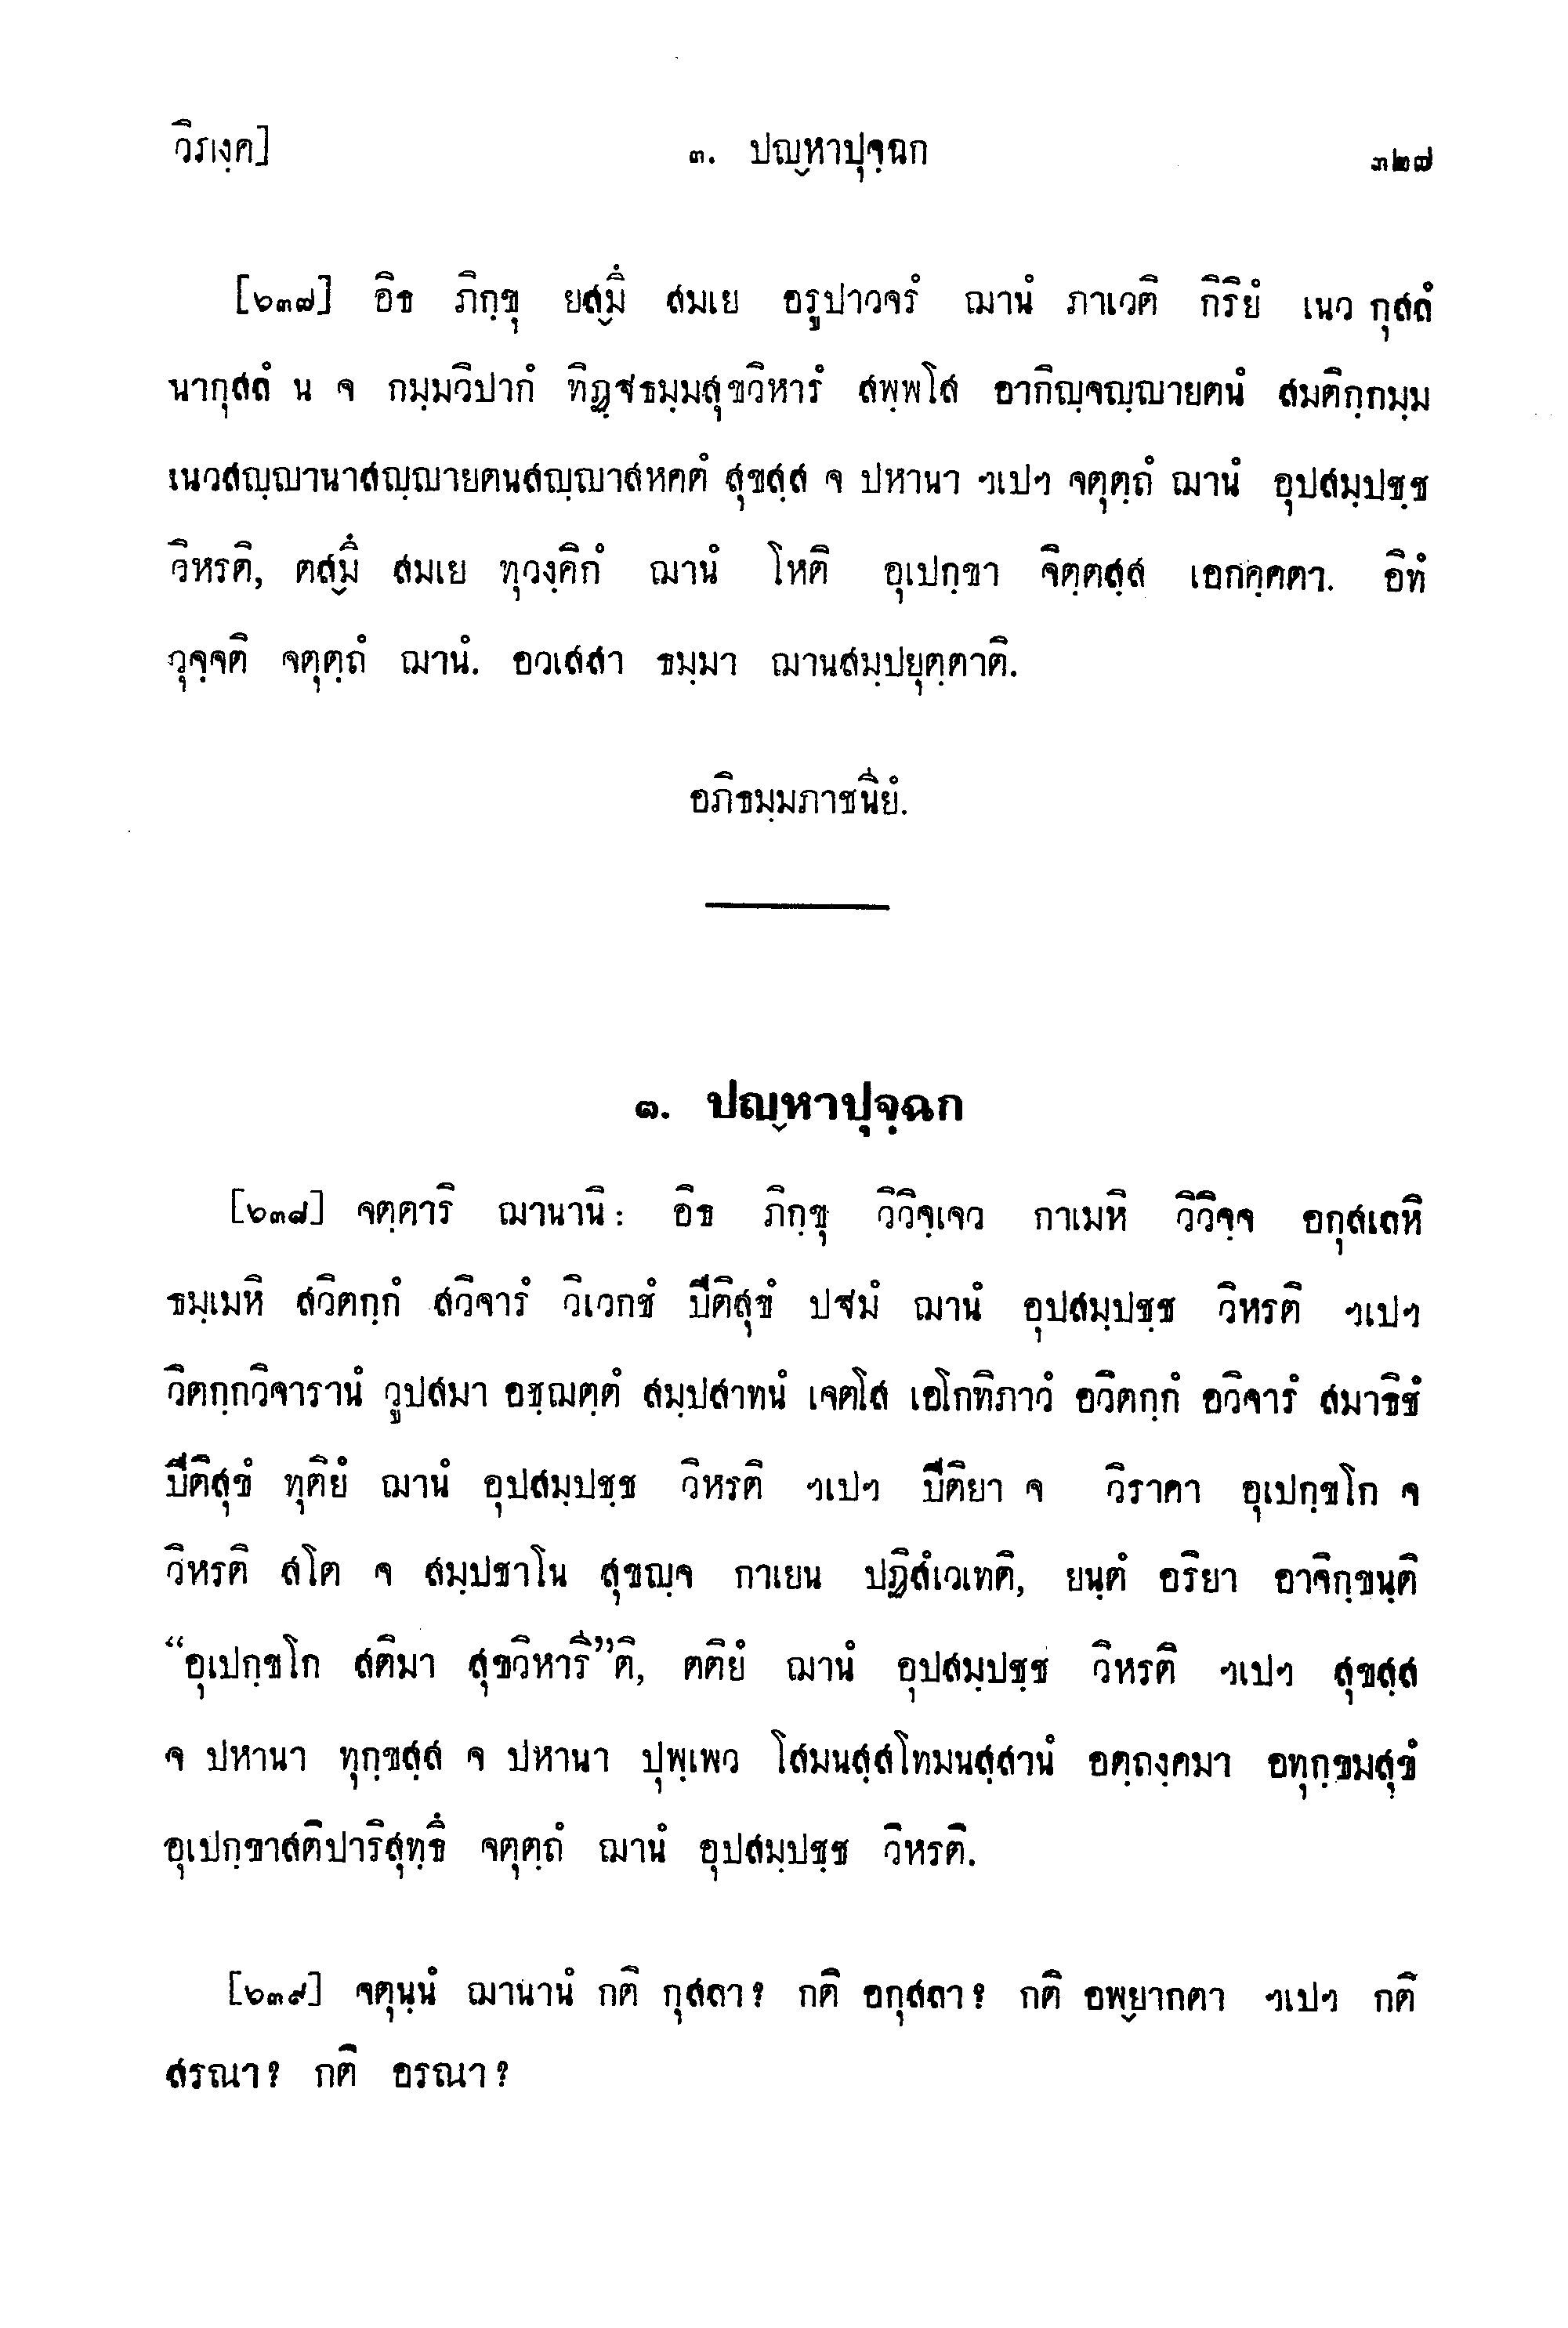 วิภงฺค] ๓. ปญฺหาปุจฺฉก ๓๒๗
[๖๓๗] อิธ ภิกฺขุ ยสฺมึ สมเย อรูปาวจรํ ฌานํ ภาเวติ กิริยํ เนว กุสลํ
นากุสลํ น จ กมฺมวิปากํ ทิฏฺฐธมฺมสุขวิหารํ สพฺพโส อากิญฺจญฺญายตนํ สมติกฺกมฺม
เนวสญฺญานาสญฺญายตนสญฺญาสหคตํ สุขสฺส จ ปหานา ฯเปฯ จตุตฺถํ ฌานํ อุปสมฺปชฺช
วิหรติ, ตสฺมึ สมเย ทุวงฺคิกํ ฌานํ โหติ อุเปกฺขา จิตฺตสฺส เอกคฺคตา. อิทํ
วุจฺจติ จตุตฺถํ ฌานํ. อวเสสา ธมฺมา ฌานสมฺปยุตฺตาติ.
อภิธมฺมภาชนียํ.
๓. ปญฺหาปุจฺฉก
[๖๓๘] จตฺตาริ ฌานานิ: อิธ ภิกฺขุ วิวิจฺเจว กาเมหิ วิวิจฺจ อกุสเลหิ
ธมฺเมหิ สวิตกฺกํ สวิจารํ วิเวกชํ ปีติสุขํ ปฐมํ ฌานํ อุปสมฺปชฺช วิหรติ ฯเปฯ
วิตกฺกวิจารานํ วูปสมา อชฺฌตฺตํ สมฺปสาทนํ เจตโส เอโกทิภาวํ อวิตกฺกํ อวิจารํ สมาธิชํ
ปีติสุขํ ทุติยํ ฌานํ อุปสมฺปชฺช วิหรติ ฯเปฯ ปีติยา จ วิราคา อุเปกฺขโก จ
วิหรติ สโต จ สมฺปชาโน สุขญฺจ กาเยน ปฏิสํเวเทติ, ยนฺตํ อริยา อาจิกฺขนฺติ
“อุเปกฺขโก สติมา สุขวิหารี”ติ, ตติยํ ฌานํ อุปสมฺปชฺช วิหรติ ฯเปฯ สุขสฺส
จ ปหานา ทุกฺขสฺส จ ปหานา ปุพฺเพว โสมนสฺสโทมนสฺสานํ อตฺถงฺคมา อทุกฺขมสุขํ
อุเปกฺขาสติปาริสุทฺธึ จตุตฺถํ ฌานํ อุปสมฺปชฺช วิหรติ.
[๖๓๙] จตุนฺนํ ฌานานํ กติ กุสลา? กติ อกุสลา? กติ อพฺยากตา ฯเปฯ กติ
สรณา? กติ อรณา?